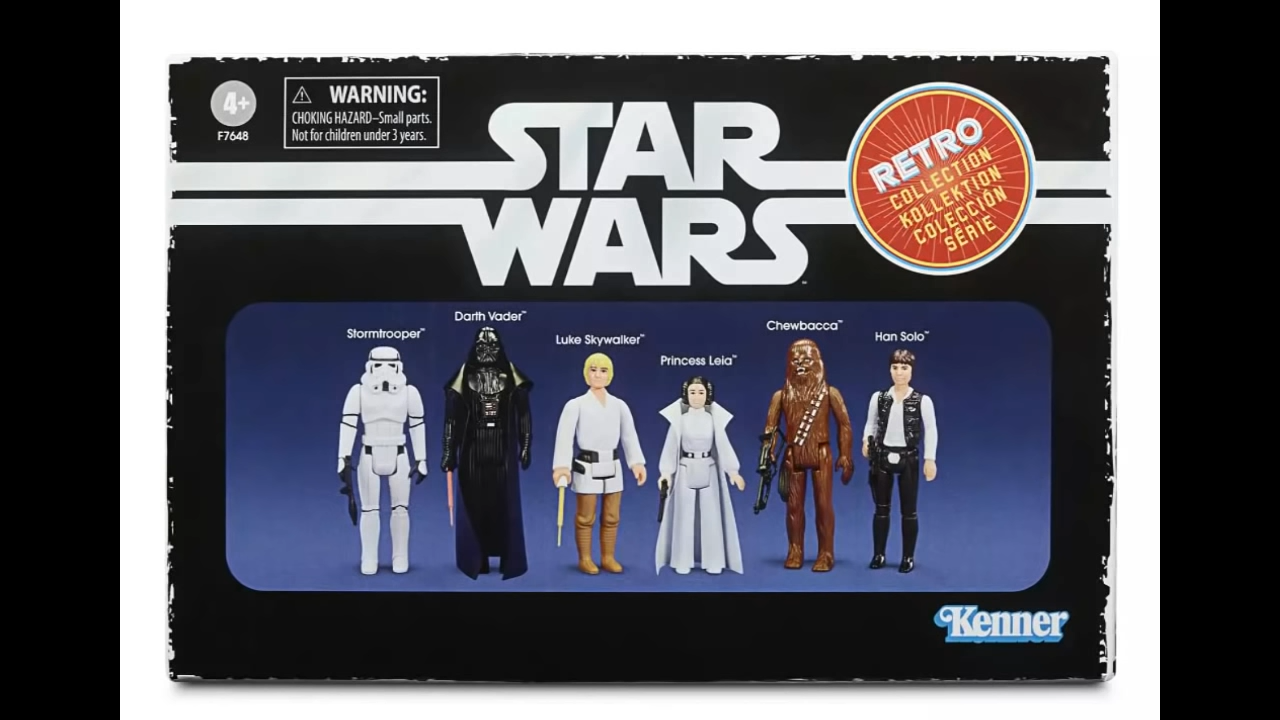 4+
F7648
WARNING:
CHOKING HAZARD–Small parts.
Not for children under 3 years.
STAR
WARS
RETRO
COLLECTION
KOLLEKTION
COLECCIÓN
SÉRIE
Stormtrooper™
Darth Vader™
Luke Skywalker™
Princess Leia™
Chewbacca™
Han Solo™
Kenner